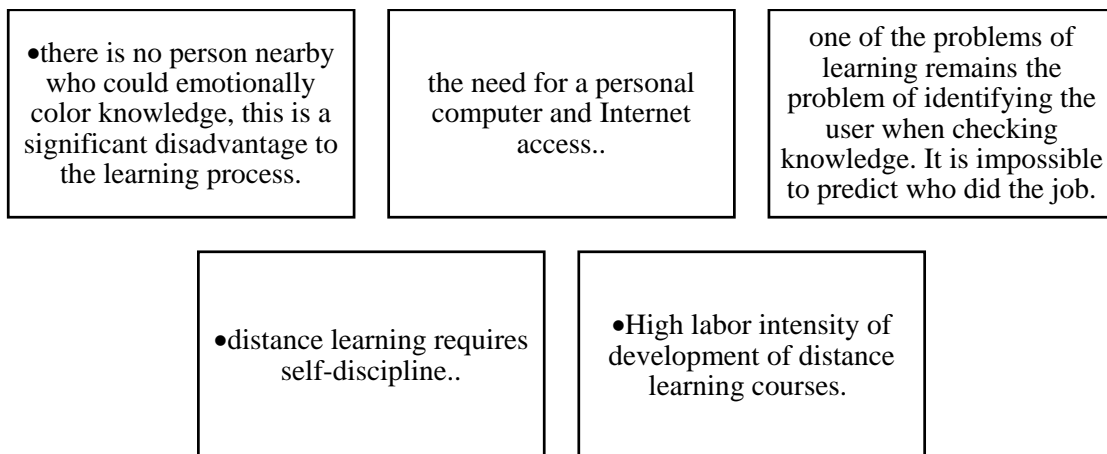 •there is no person nearby
who could emotionally
color knowledge, this is a
significant disadvantage to
the learning process.
the need for a personal
computer and Internet
access..
one of the problems of
learning remains the
problem of identifying the
user when checking
knowledge. It is impossible
to predict who did the job.
•distance learning requires
self-discipline..
•High labor intensity of
development of distance
learning courses.